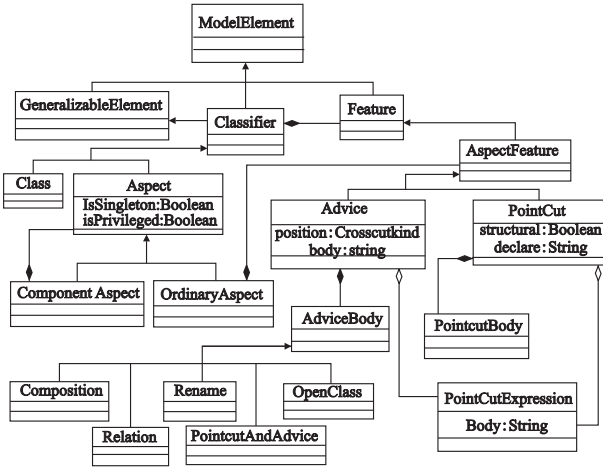 ModelElement
GeneralizableElement
Classifier
Feature
AspectFeature
Class
Aspect
IsSingleton:Boolean
isPrivileged:Boolean
Advice
position:Crosscutkind
body:string
PointCut
structural:Boolean
declare:String
Component Aspect
OrdinaryAspect
AdviceBody
PointcutBody
Composition
Rename
OpenClass
PointCutExpression
Body:String
Relation
PointcutAndAdvice